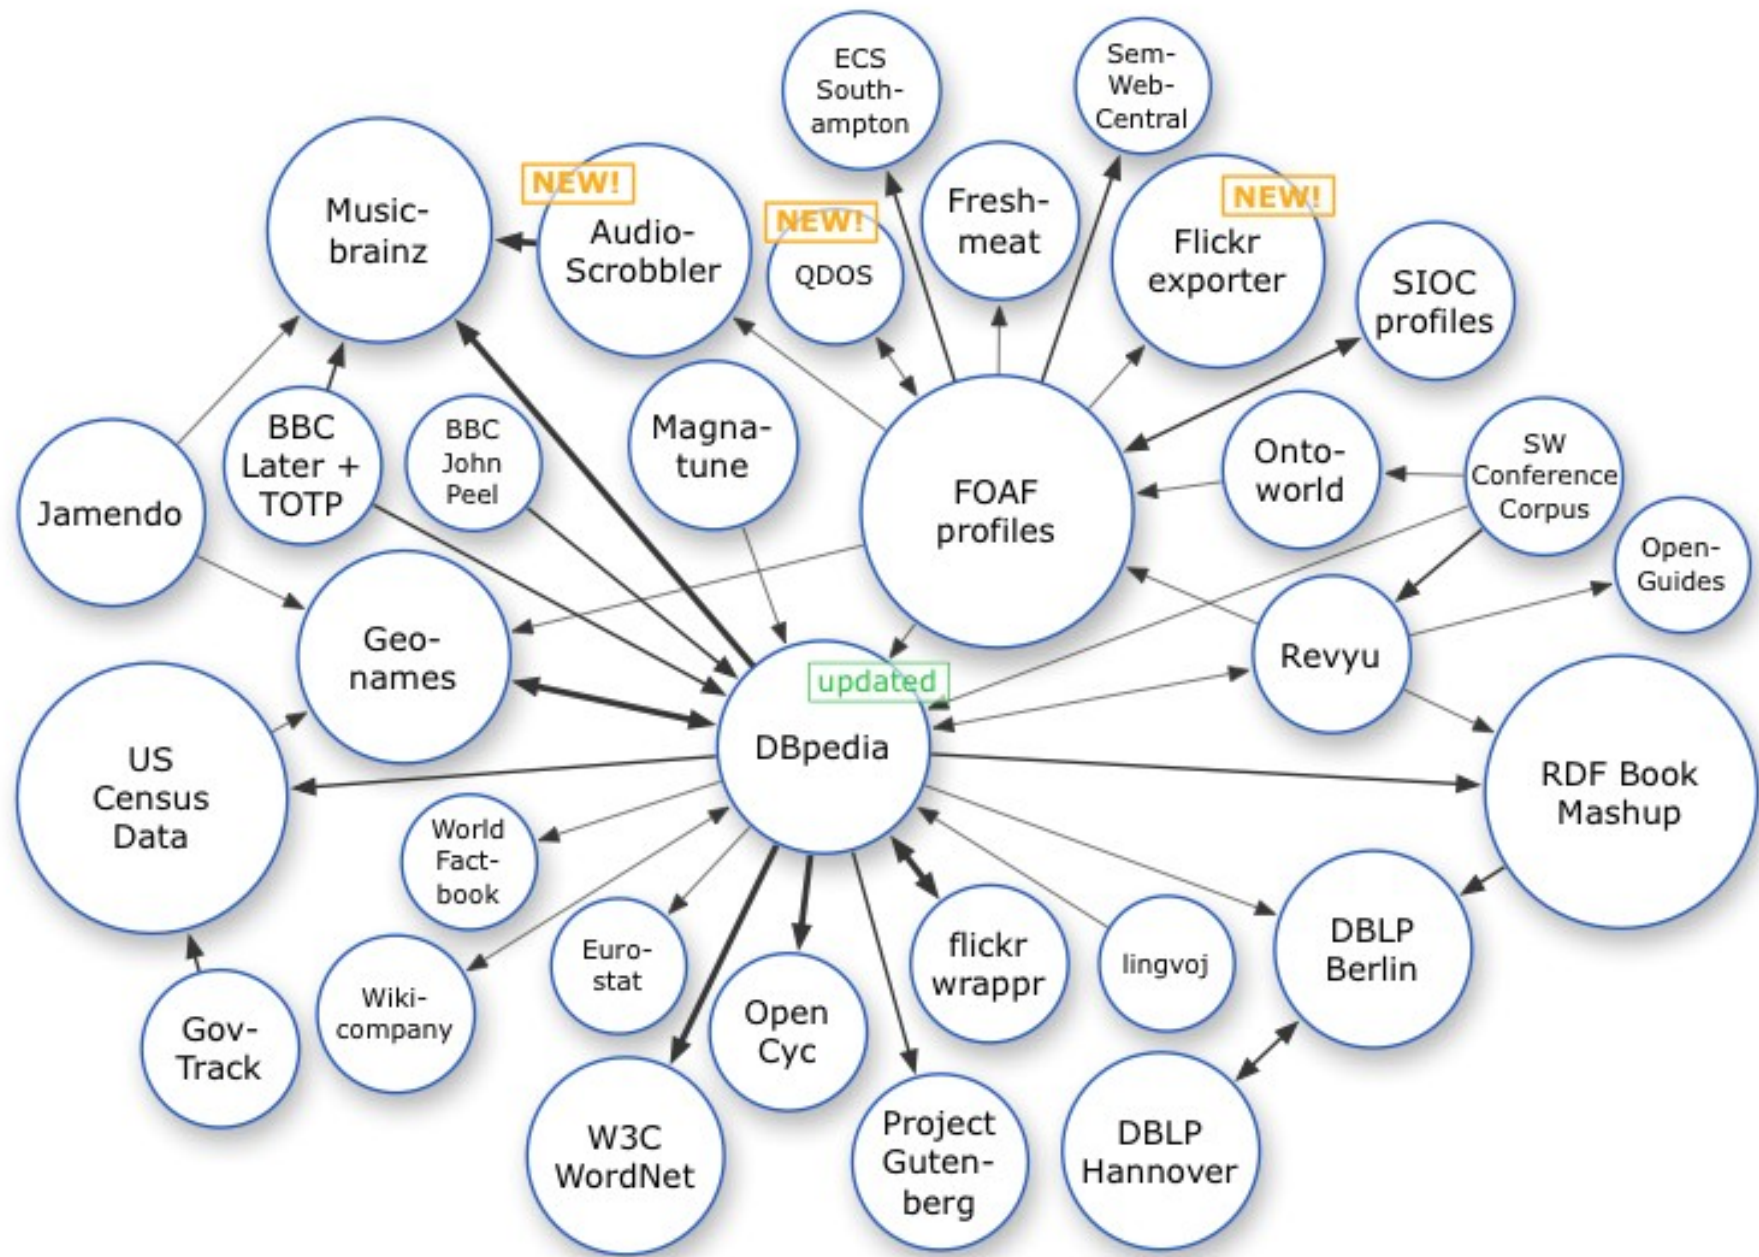 ECS
South-
ampton
Sem-
Web-
Central
NEW!
Music-
brainz
Audio-
Scrobbler
NEW!
QDOS
Fresh-
meat
NEW!
Flickr
exporter
SIOC
profiles
Jamendo
BBC
Later +
TOTP
BBC
John
Peel
Magna-
tune
FOAF
profiles
Onto-
world
SW
Conference
Corpus
Open-
Guides
Geo-
names
Revyu
updated
DBpedia
US
Census
Data
RDF Book
Mashup
World
Fact-
book
Wiki-
company
Euro-
stat
Open
Cyc
flickr
wrappr
lingvoj
DBLP
Berlin
Gov-
Track
W3C
WordNet
Project
Guten-
berg
DBLP
Hannover